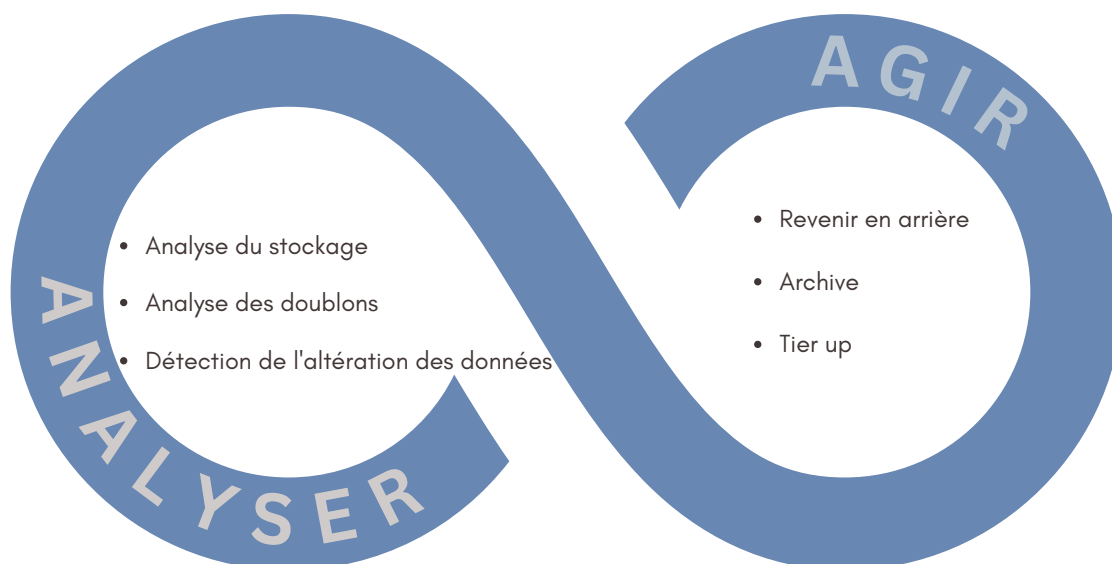 ANALYSER
• Analyse du stockage
• Analyse des doublons
• Détection de l'altération des données
AGIR
• Revenir en arrière
• Archive
• Tier up